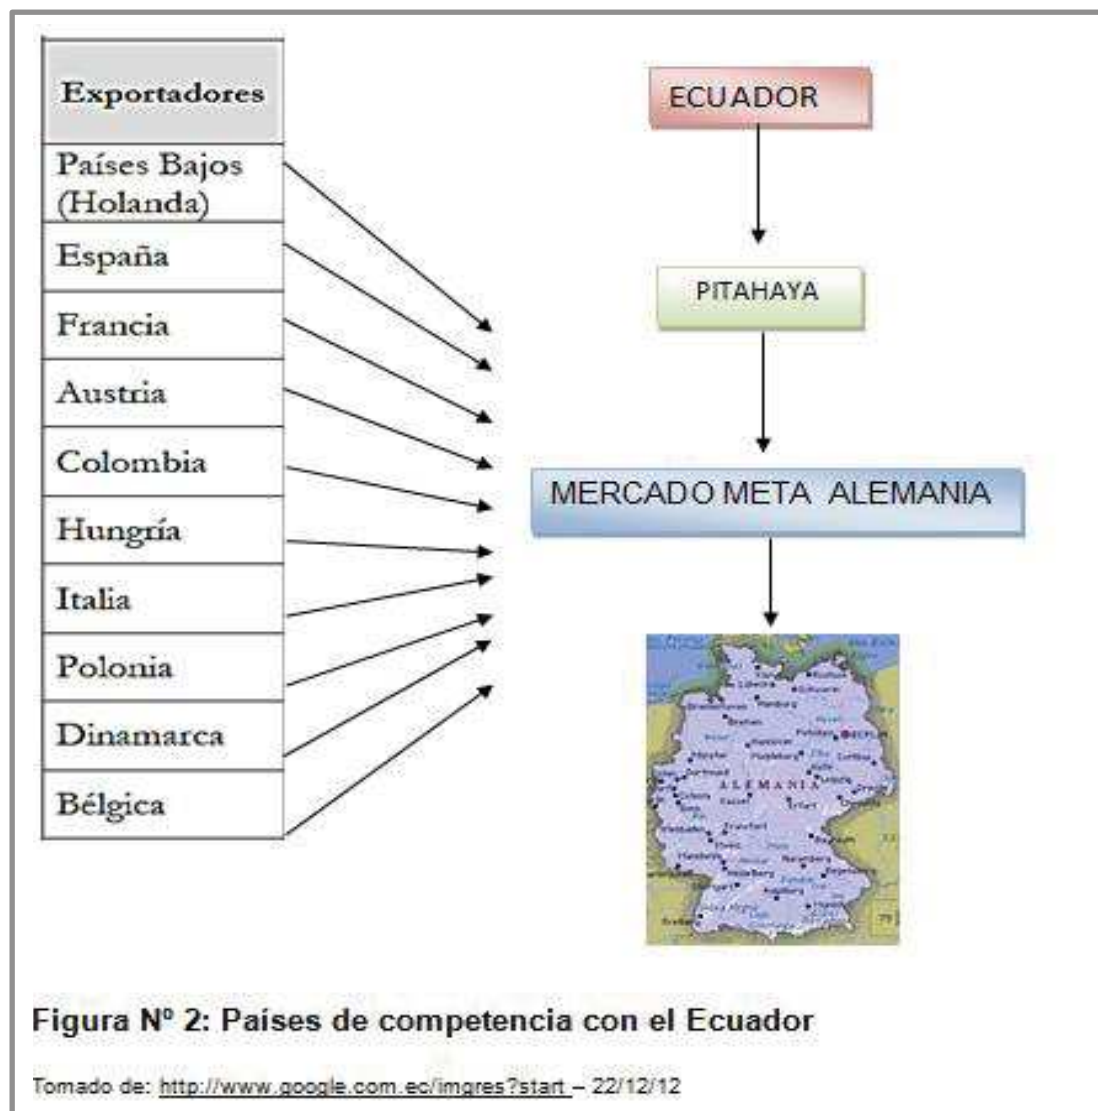 Exportadores
Países Bajos
(Holanda)
España
Francia
Austria
Colombia
Hungría
Italia
Polonia
Dinamarca
Bélgica
ECUADOR
PITAHAYA
MERCADO META ALEMANIA
ALEMANIA
Figura Nº 2: Países de competencia con el Ecuador
Tomado de: http://www.google.com.ec/imgres?start – 22/12/12